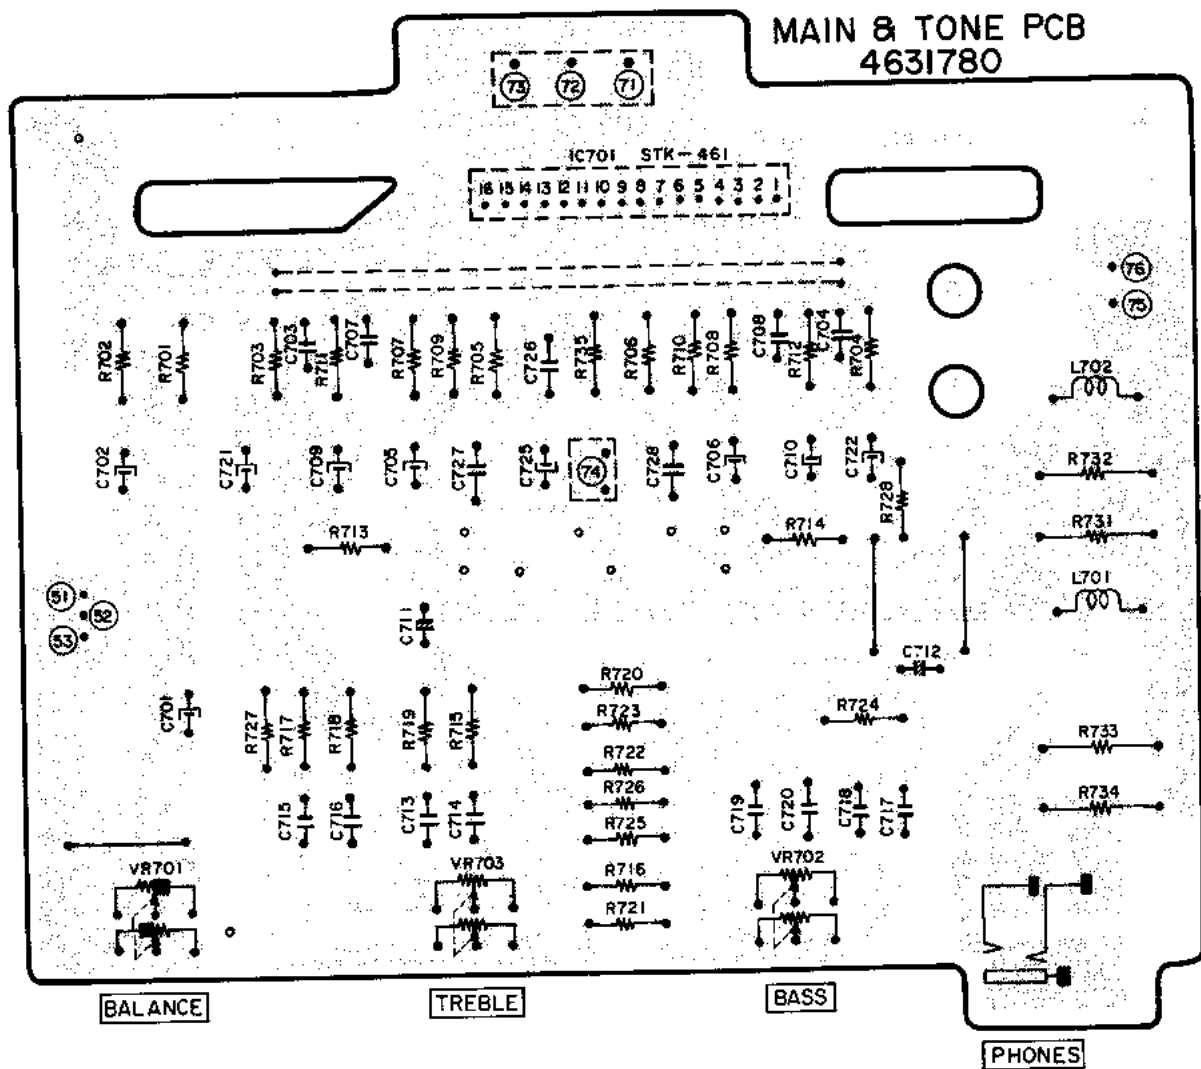 MAIN & TONE PCB
4631780
73 72 71
IC701 STK-461
16 15 14 13 12 11 10 9 8 7 6 5 4 3 2 1
76
75
R702 R701 R703 C703 R711 C707 R707 R709 R705 C726 R735 R706 R710 R708 C708 R712 C704 R704
L702
C702 C721 C709 C705 C727 C725 74 C728 C706 C710 C722 R728
R732
R713 R714 R731
51
52
53
L701
C711
C712
C701
R727 R717 R718 R719 R715
R720
R723
R724
R722
R733
R726
R734
R725
C715 C716 C713 C714 C719 C720 C718 C717
VR701 VR703 VR702
R716
R721
BALANCE TREBLE BASS
PHONES